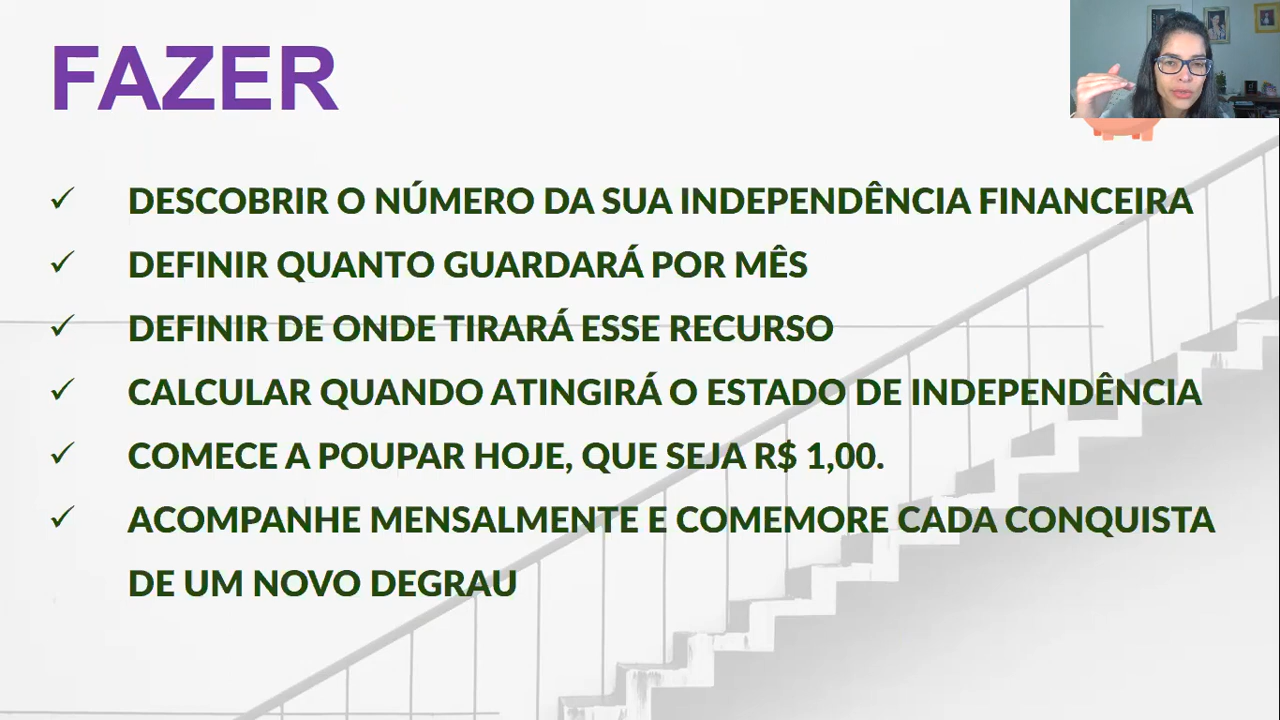 FAZER
✓ DESCOBRIR O NÚMERO DA SUA INDEPENDÊNCIA FINANCEIRA
✓ DEFINIR QUANTO GUARDARÁ POR MÊS
✓ DEFINIR DE ONDE TIRARÁ ESSE RECURSO
✓ CALCULAR QUANDO ATINGIRÁ O ESTADO DE INDEPENDÊNCIA
✓ COMECE A POUPAR HOJE, QUE SEJA R$ 1,00.
✓ ACOMPANHE MENSALMENTE E COMEMORE CADA CONQUISTA
DE UM NOVO DEGRAU